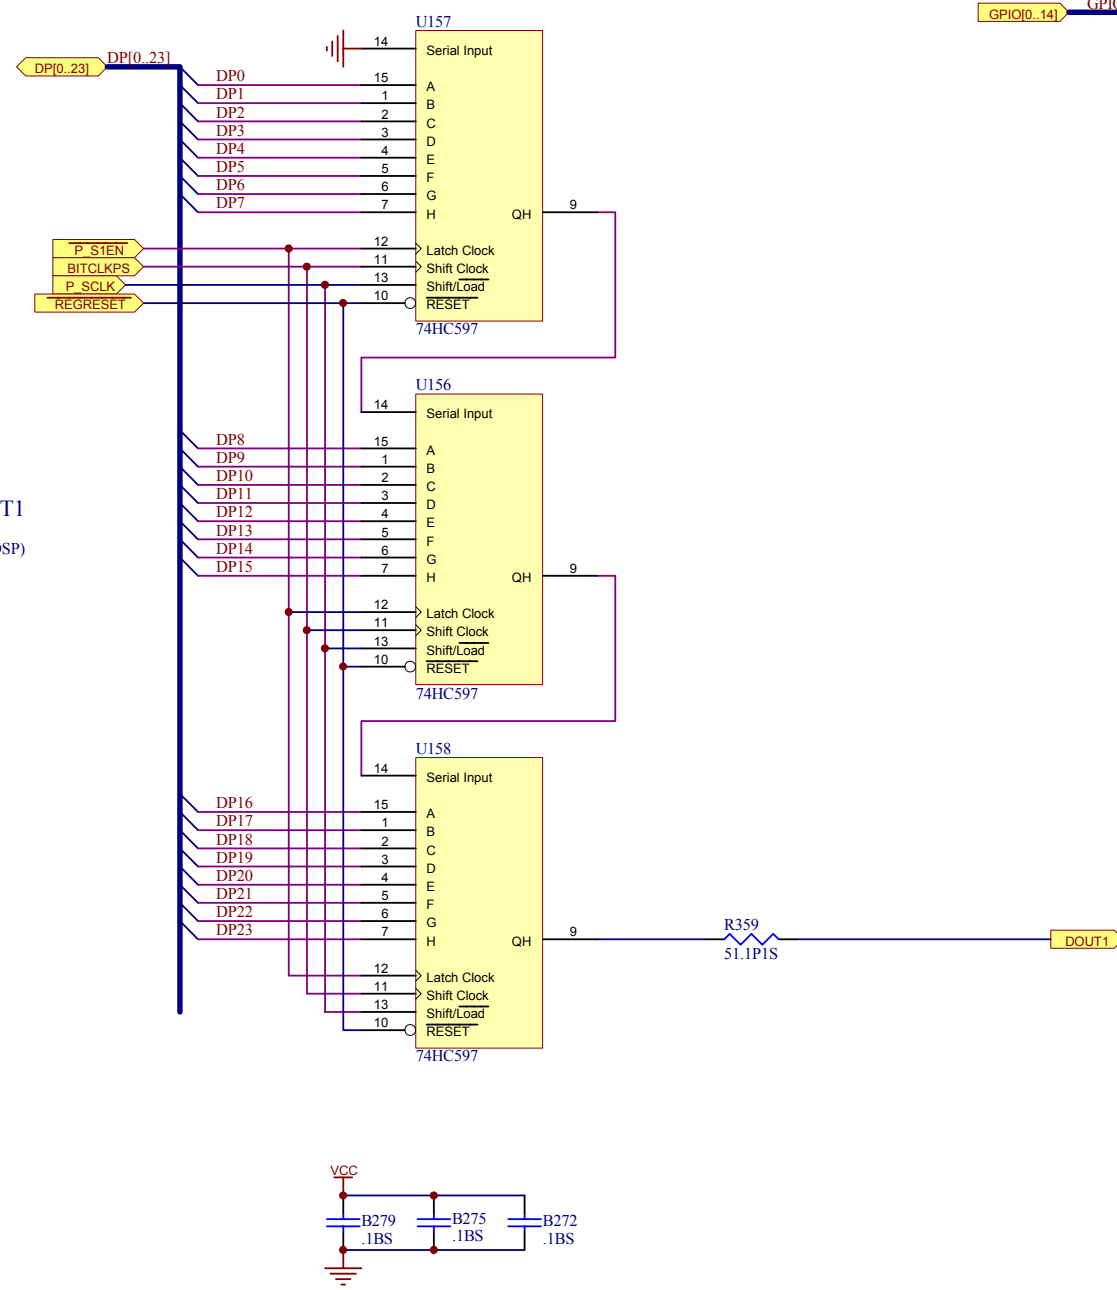 GPIO[0..14]
GPIO
DP[0..23]
DP[0..23]
U157
14 Serial Input
DP0 15 A
DP1 1 B
DP2 2 C
DP3 3 D
DP4 4 E
DP5 5 F
DP6 6 G
DP7 7 H QH 9
P_S1EN 12 Latch Clock
BITCLKPS 11 Shift Clock
P_SCLK 13 Shift/Load
REGRESET 10 RESET
74HC597
U156
14 Serial Input
DP8 15 A
DP9 1 B
DP10 2 C
DP11 3 D
T1
DP12 4 E
DP13 5 F
SP)
DP14 6 G
DP15 7 H QH 9
12 Latch Clock
11 Shift Clock
13 Shift/Load
10 RESET
74HC597
U158
14 Serial Input
DP16 15 A
DP17 1 B
DP18 2 C
DP19 3 D
DP20 4 E
DP21 5 F
DP22 6 G
DP23 7 H QH 9
R359
51.1P1S
DOUT1
12 Latch Clock
11 Shift Clock
13 Shift/Load
10 RESET
74HC597
VCC
B279 B275 B272
.1BS .1BS .1BS